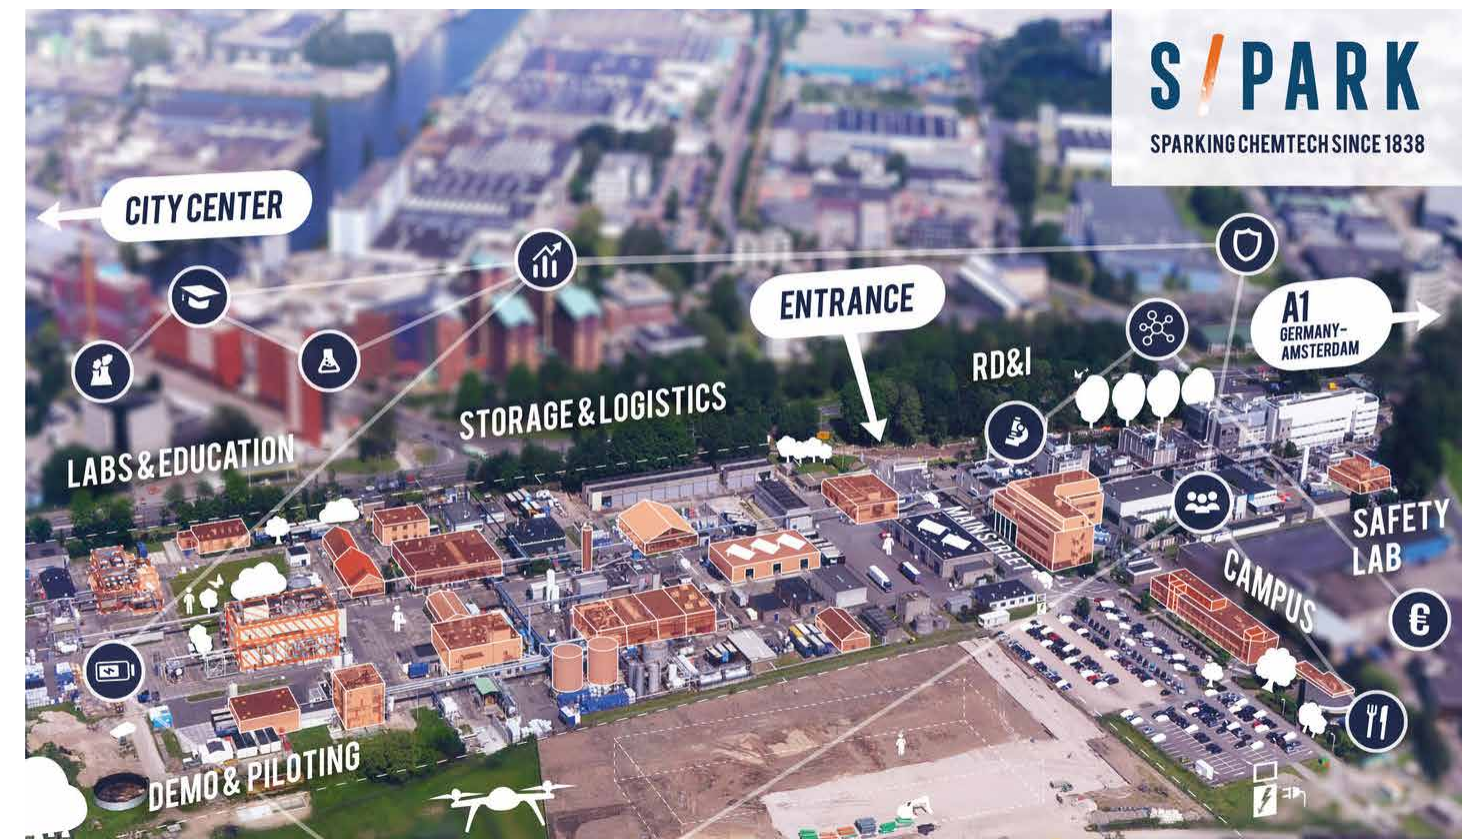 S/PARK
SPARKING CHEMTECH SINCE 1838
CITY CENTER
ENTRANCE
A1
GERMANY-
AMSTERDAM
RD&I
STORAGE & LOGISTICS
LABS & EDUCATION
MAINSTREET
SAFETY
LAB
CAMPUS
€
DEMO & PILOTING